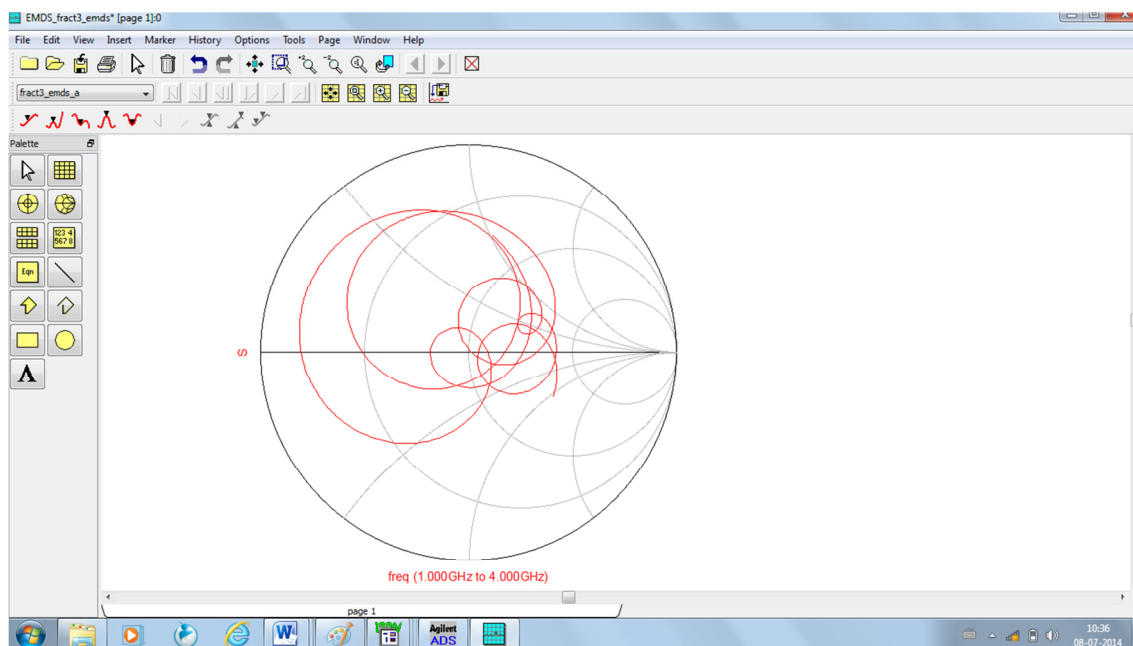 EMDS_fract3_emds* [page 1]:0
File Edit View Insert Marker History Options Tools Page Window Help
fract3_emds_a
Palette
123 4
567 8
Eqn
A
S
freq (1.000GHz to 4.000GHz)
page 1
W
Agilent
ADS
10:36
08-07-2014